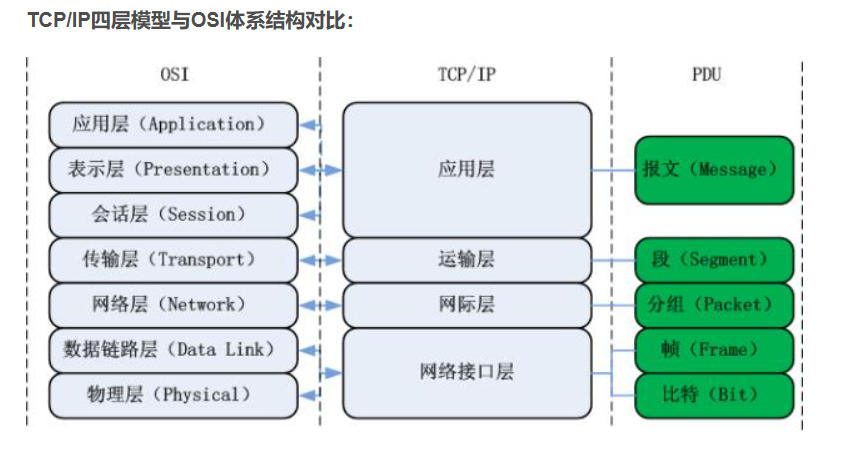 TCP/IP四层模型与OSI体系结构对比：
OSI TCP/IP PDU
应用层（Application）
表示层（Presentation） 应用层 报文（Message）
会话层（Session）
传输层（Transport） 运输层 段（Segment）
网络层（Network） 网际层 分组（Packet）
数据链路层（Data Link） 帧（Frame）
网络接口层
物理层（Physical） 比特（Bit）